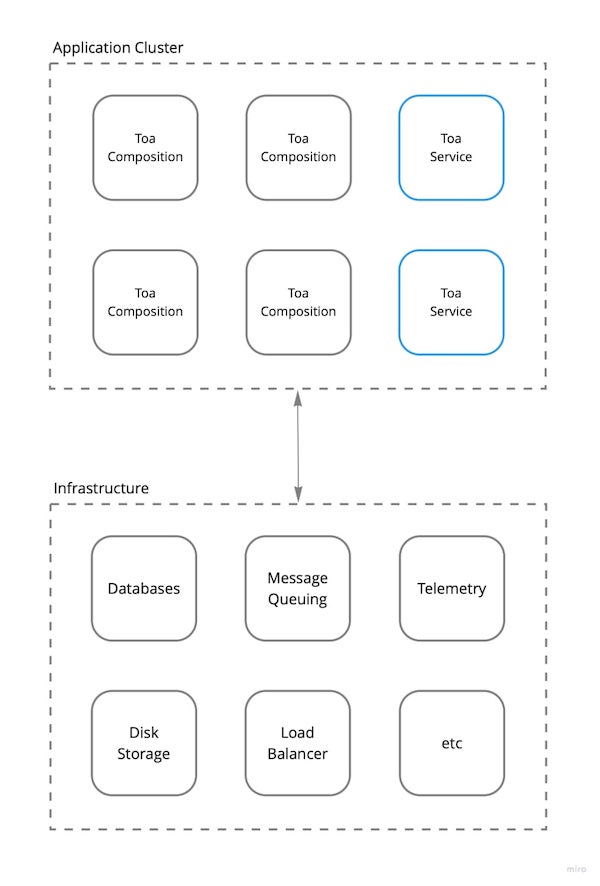 Application Cluster
Toa
Composition
Toa
Composition
Toa
Service
Toa
Composition
Toa
Composition
Toa
Service
Infrastructure
Databases
Message
Queuing
Telemetry
Disk
Storage
Load
Balancer
etc
miro